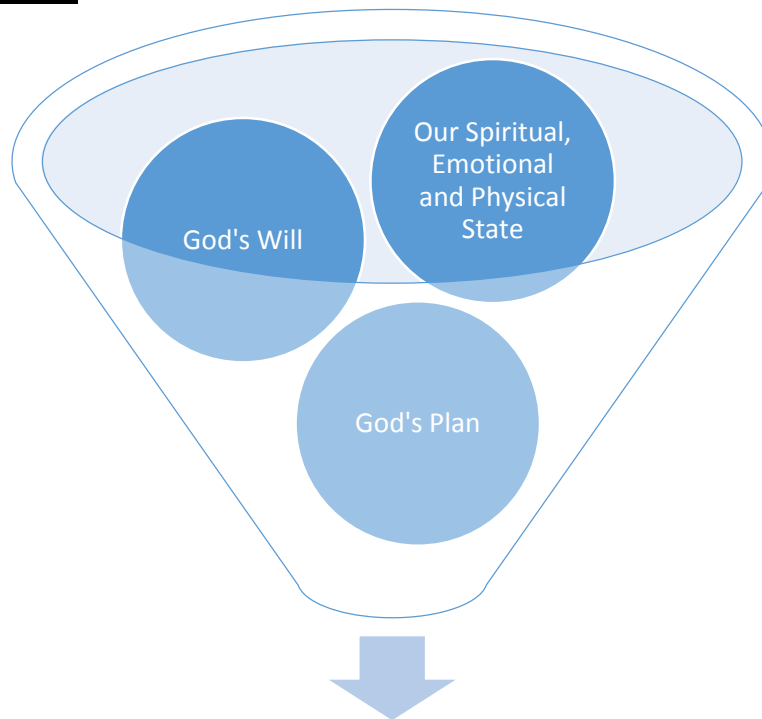 Our Spiritual,
Emotional
and Physical
State
God's Will
God's Plan